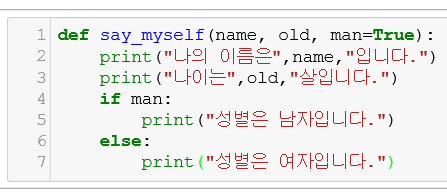 1 def say_myself(name, old, man=True):
2     print("나의 이름은",name,"입니다.")
3     print("나이는",old,"살입니다.")
4     if man:
5         print("성별은 남자입니다.")
6     else:
7         print("성별은 여자입니다.")